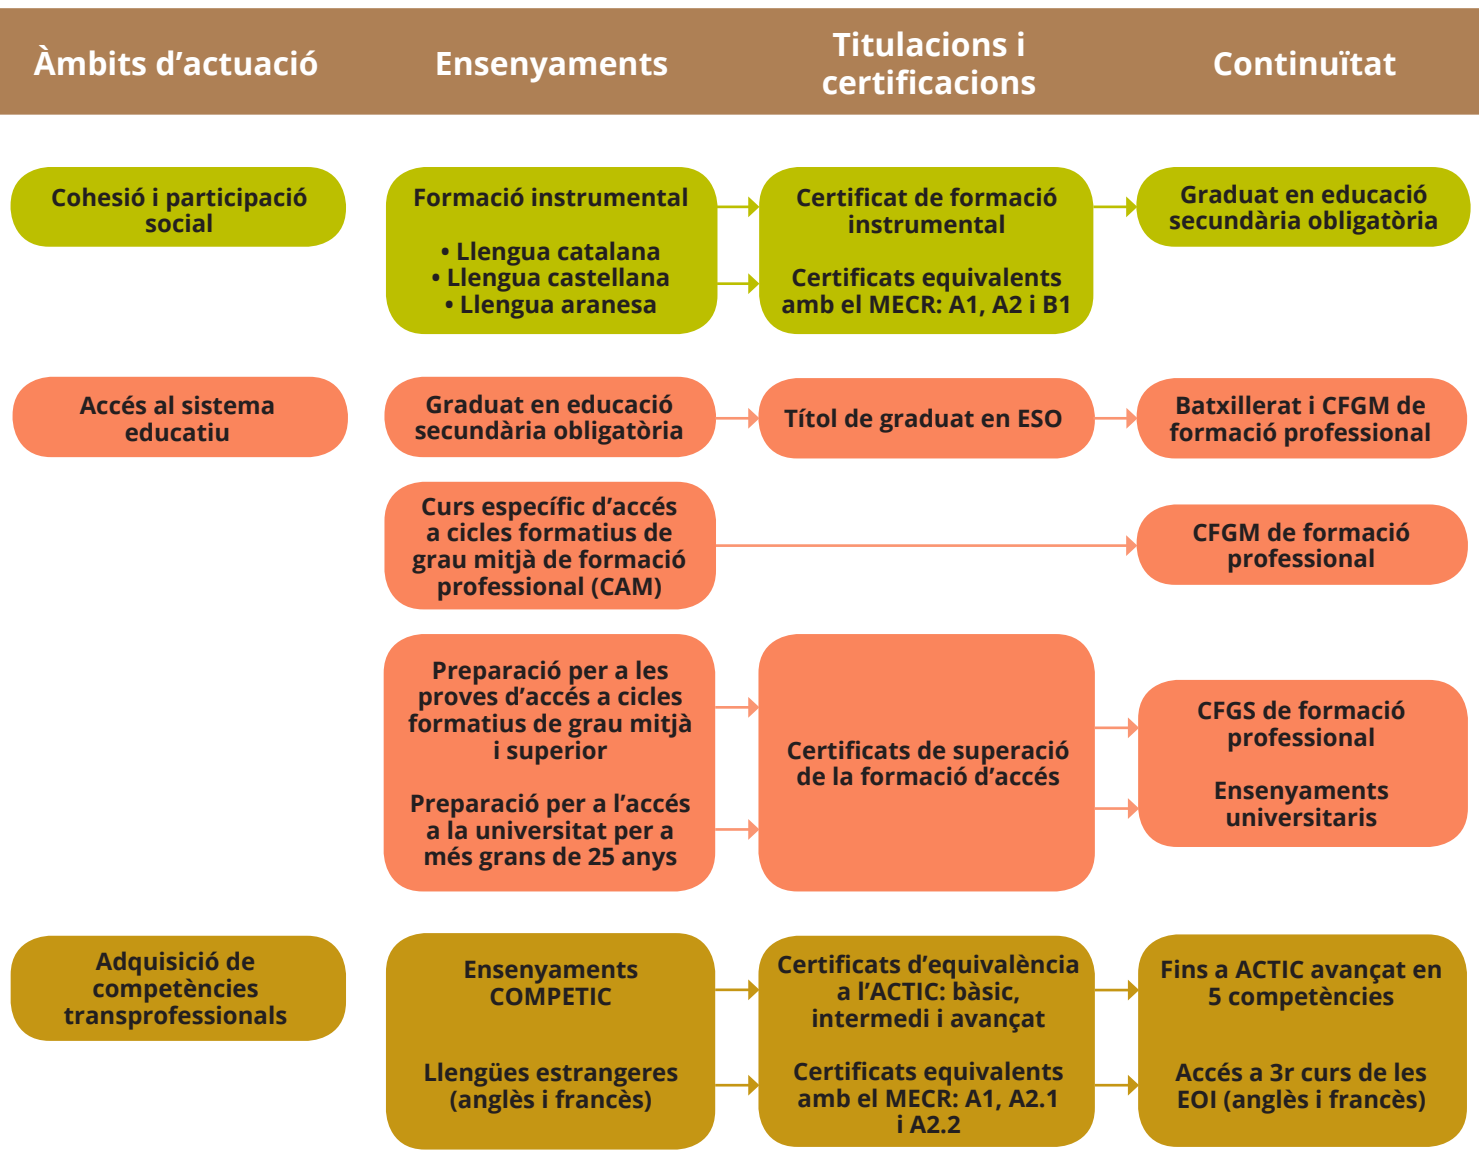 Àmbits d’actuació
Ensenyaments
Titulacions i
certificacions
Continuïtat
Cohesió i participació
social
Formació instrumental
• Llengua catalana
• Llengua castellana
• Llengua aranesa
Certificat de formació
instrumental
Certificats equivalents
amb el MECR: A1, A2 i B1
Graduat en educació
secundària obligatòria
Accés al sistema
educatiu
Graduat en educació
secundària obligatòria
Títol de graduat en ESO
Batxillerat i CFGM de
formació professional
Curs específic d’accés
a cicles formatius de
grau mitjà de formació
professional (CAM)
CFGM de formació
professional
Preparació per a les
proves d’accés a cicles
formatius de grau mitjà
i superior
Preparació per a l’accés
a la universitat per a
més grans de 25 anys
Certificats de superació
de la formació d’accés
CFGS de formació
professional
Ensenyaments
universitaris
Adquisició de
competències
transprofessionals
Ensenyaments
COMPETIC
Llengües estrangeres
(anglès i francès)
Certificats d’equivalència
a l’ACTIC: bàsic,
intermedi i avançat
Certificats equivalents
amb el MECR: A1, A2.1
i A2.2
Fins a ACTIC avançat en
5 competències
Accés a 3r curs de les
EOI (anglès i francès)